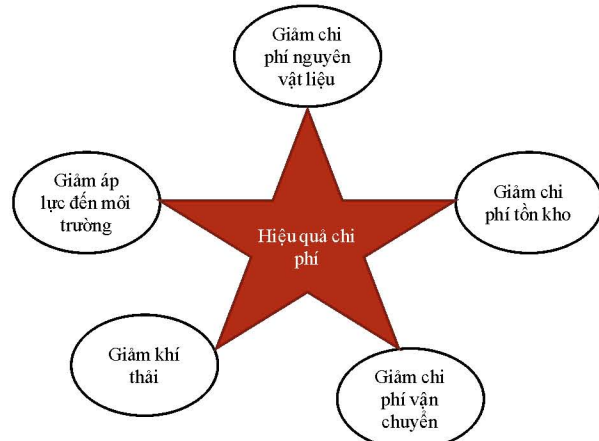 Giảm chi
phí nguyên
vật liệu
Giảm áp
lực đến môi
trường
Giảm chi
phí tồn kho
Hiệu quả chi
phí
Giảm khí
thải
Giảm chi
phí vận
chuyển